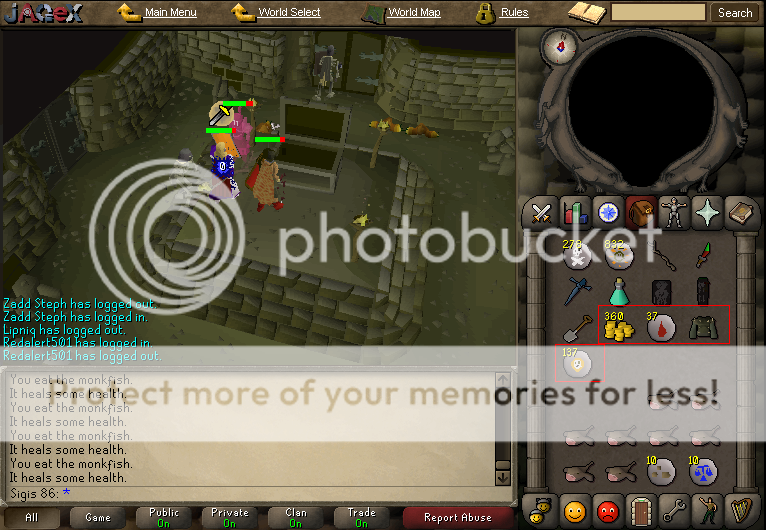 JAGEX Main Menu World Select World Map Rules Search
0
278 832
360 37
137
10 10
photobucket
Protect more of your memories for less!
Zadd Steph has logged out.
Zadd Steph has logged in.
Lipnig has logged out.
Redalert501 has logged in.
Redalert501 has logged out.
You eat the monkfish.
It heals some health.
You eat the monkfish.
It heals some health.
You eat the monkfish.
It heals some health.
You eat the monkfish.
It heals some health.
Sigis 86: *
All Game Public Private Clan Trade Report Abuse
On On On On